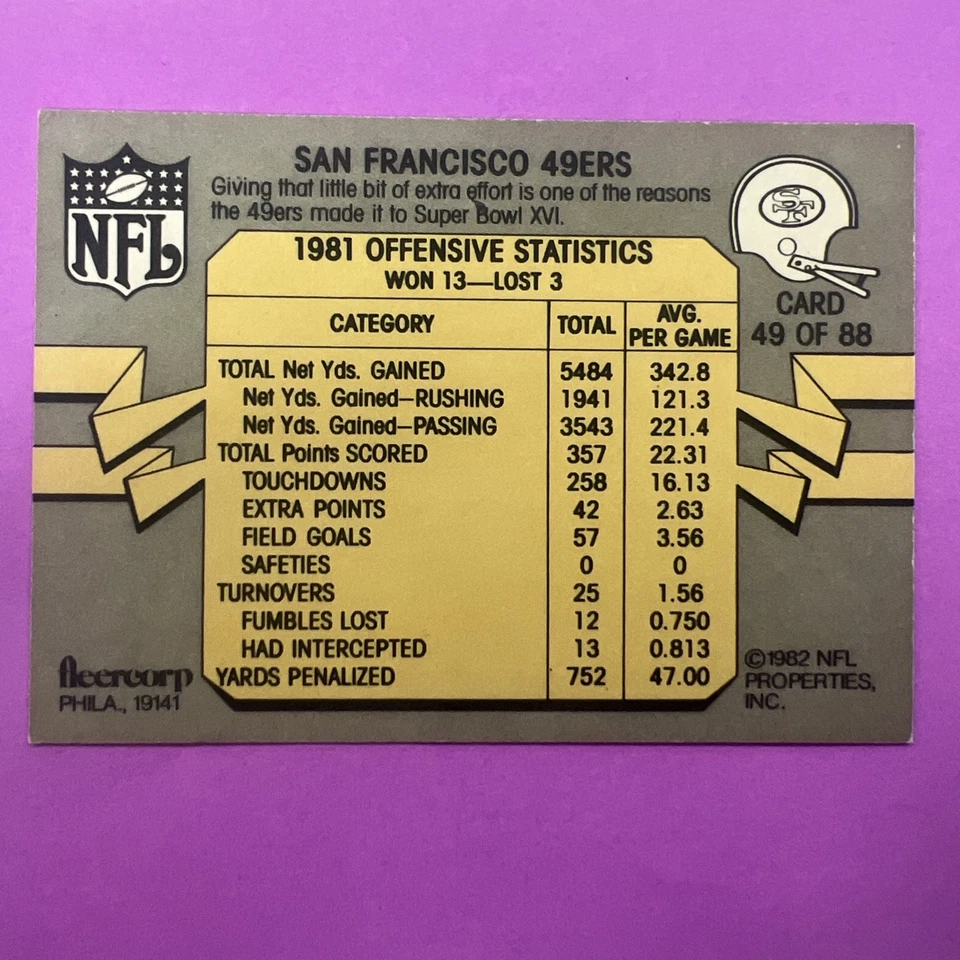 SAN FRANCISCO 49ERS
Giving that little bit of extra effort is one of the reasons
the 49ers made it to Super Bowl XVI.
NFL
SF
CARD
49 OF 88
1981 OFFENSIVE STATISTICS
WON 13—LOST 3
CATEGORY TOTAL AVG. PER GAME
TOTAL Net Yds. GAINED 5484 342.8
Net Yds. Gained—RUSHING 1941 121.3
Net Yds. Gained—PASSING 3543 221.4
TOTAL Points SCORED 357 22.31
TOUCHDOWNS 258 16.13
EXTRA POINTS 42 2.63
FIELD GOALS 57 3.56
SAFETIES 0 0
TURNOVERS 25 1.56
FUMBLES LOST 12 0.750
HAD INTERCEPTED 13 0.813
YARDS PENALIZED 752 47.00
fleercorp
PHILA., 19141
©1982 NFL
PROPERTIES,
INC.